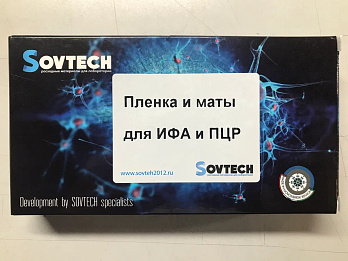 SOVTECH
расходные материалы для лаборатории
Пленка и маты
для ИФА и ПЦР
www.sovteh2012.ru
SOVTECH
Development by SOVTECH specialists